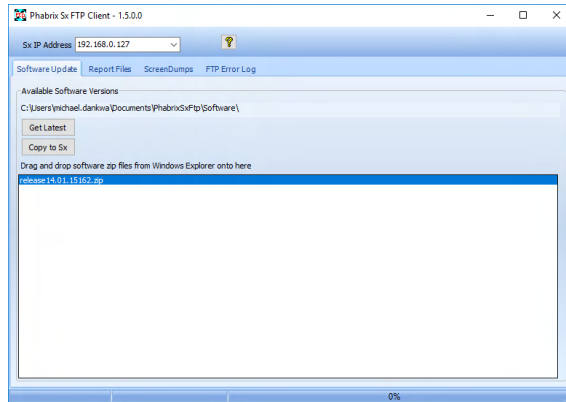 Phabrix Sx FTP Client - 1.5.0.0
Sx IP Address 192.168.0.127
Software Update Report Files ScreenDumps FTP Error Log
Available Software Versions
C:\Users\michael.dankwa\Documents\PhabrixSxFtp\Software\
Get Latest
Copy to Sx
Drag and drop software zip files from Windows Explorer onto here
release14.01.15162.zip
0%